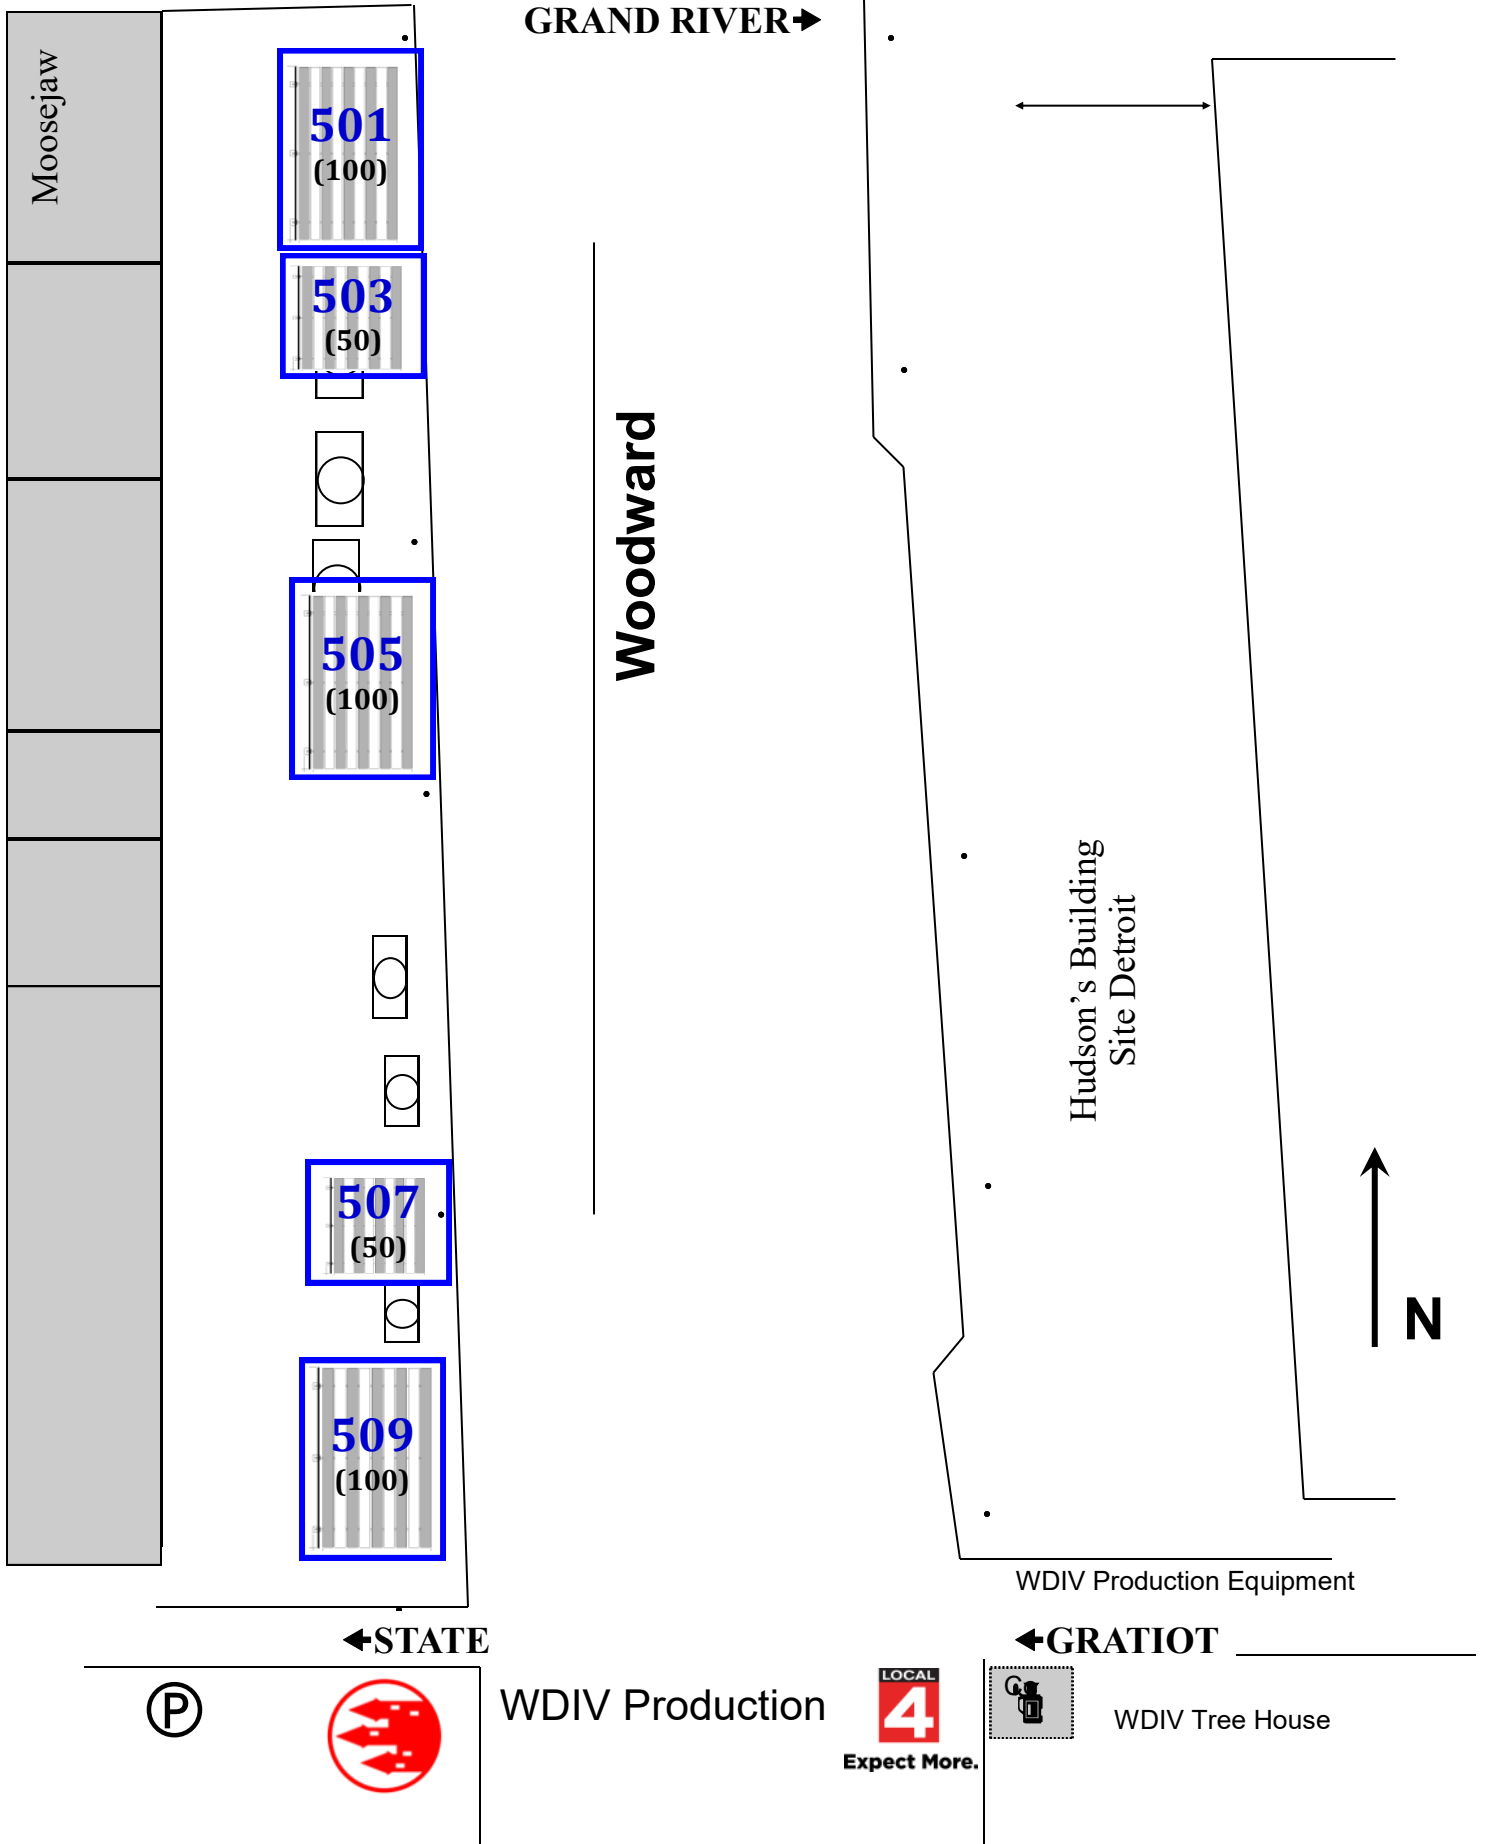 GRAND RIVER
Moosejaw
501
(100)
503
(50)
Woodward
505
(100)
Hudson’s Building
Site Detroit
507
(50)
N
509
(100)
WDIV Production Equipment
STATE
GRATIOT
P
WDIV Production
LOCAL
4
Expect More.
WDIV Tree House